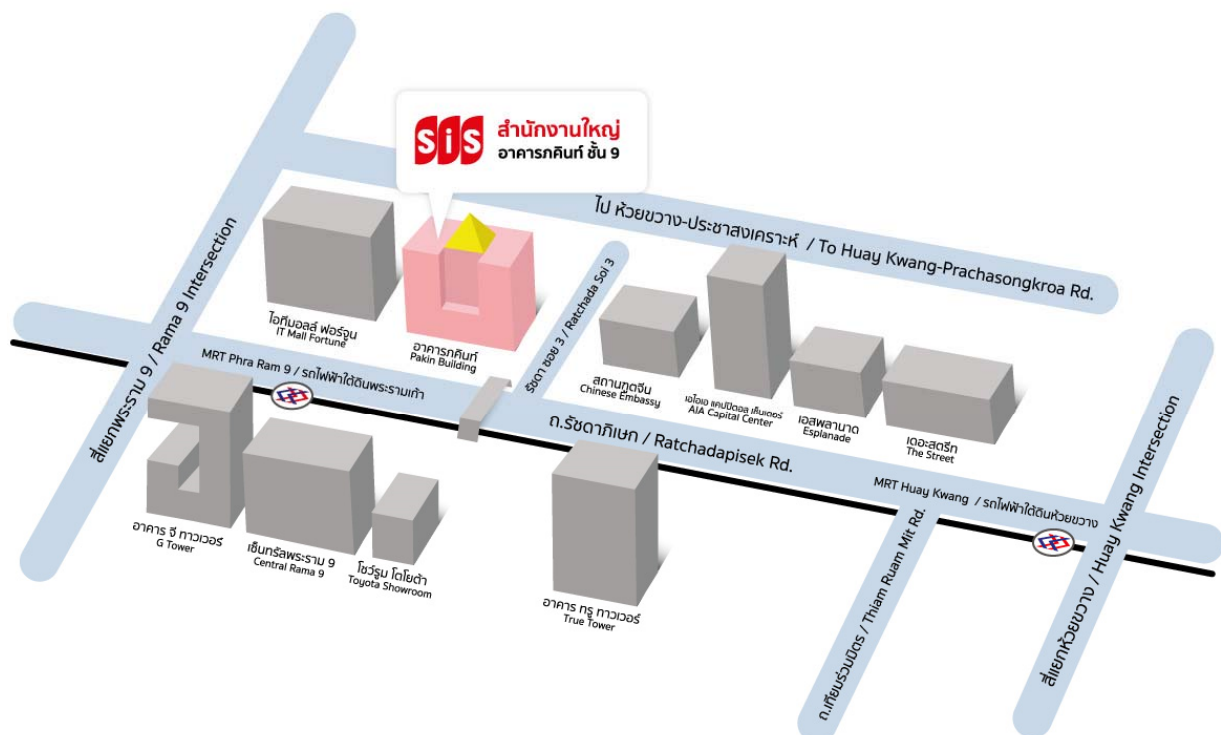 SiS สำนักงานใหญ่
อาคารภคินท์ ชั้น 9
สี่แยกพระราม 9 / Rama 9 Intersection
ไป ห้วยขวาง-ประชาสงเคราะห์ / To Huay Kwang-Prachasongkroa Rd.
ไอทีมอลล์ ฟอร์จูน
IT Mall Fortune
อาคารภคินท์
Pakin Building
รัชดา ซอย 3 / Ratchada Soi 3
สถานฑูตจีน
Chinese Embassy
เอไอเอ แคปปิตอล เซ็นเตอร์
AIA Capital Center
เอสพลานาด
Esplanade
เดอะสตรีท
The Street
MRT Phra Ram 9 / รถไฟฟ้าใต้ดินพระรามเก้า
ถ.รัชดาภิเษก / Ratchadapisek Rd.
MRT Huay Kwang / รถไฟฟ้าใต้ดินห้วยขวาง
อาคาร จี ทาวเวอร์
G Tower
เซ็นทรัลพระราม 9
Central Rama 9
โชว์รูม โตโยต้า
Toyota Showroom
อาคาร ทรู ทาวเวอร์
True Tower
ถ.เทียมร่วมมิตร / Thiam Ruam Mit Rd.
สี่แยกห้วยขวาง / Huay Kwang Intersection